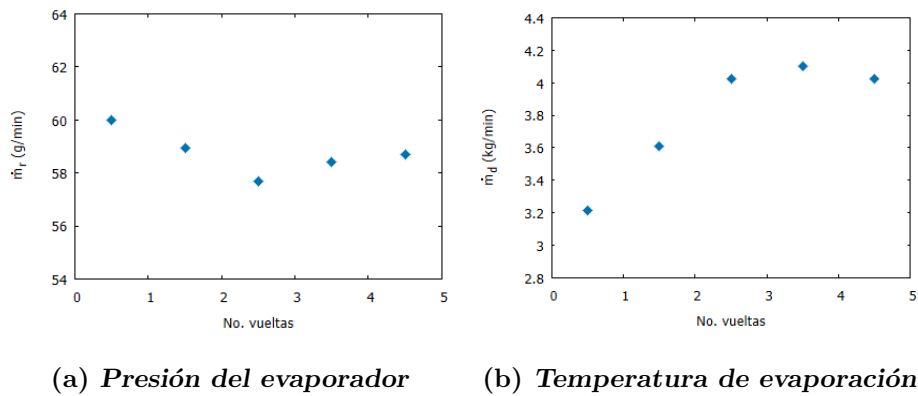 64
62
60
58
56
54
ṁr (g/min)
0 1 2 3 4 5
No. vueltas
(a) Presión del evaporador
4.4
4.2
4
3.8
3.6
3.4
3.2
3
2.8
ṁd (kg/min)
0 1 2 3 4 5
No. vueltas
(b) Temperatura de evaporación